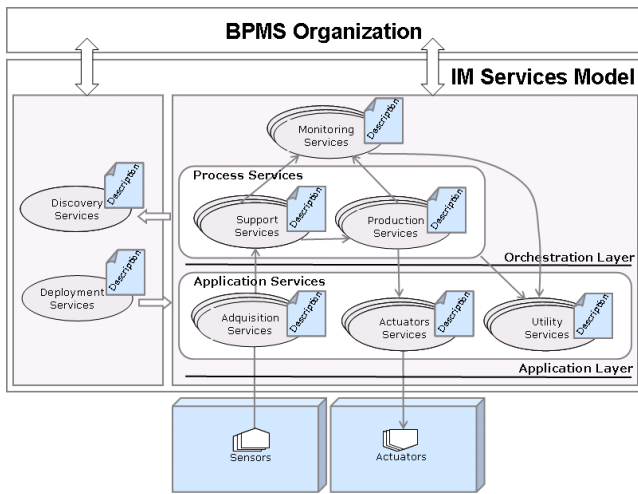 BPMS Organization
IM Services Model
Monitoring
Services
Description
Process Services
Discovery
Services
Description
Support
Services
Description
Production
Services
Description
Orchestration Layer
Application Services
Deployment
Services
Description
Adquisition
Services
Description
Actuators
Services
Description
Utility
Services
Description
Application Layer
Sensors
Actuators